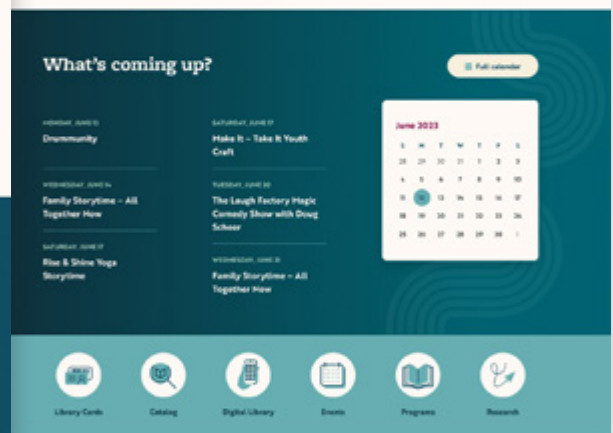 What's coming up?
Full calendar
MONDAY, JUNE 12
Drummunity
WEDNESDAY, JUNE 14
Family Storytime – All
Together Now
SATURDAY, JUNE 17
Rise & Shine Yoga
Storytime
SATURDAY, JUNE 17
Make It – Take It Youth
Craft
TUESDAY, JUNE 20
The Laugh Factory Magic
Comedy Show with Doug
Scheer
WEDNESDAY, JUNE 21
Family Storytime – All
Together Now
June 2023
S M T W T F S
28 29 30 31 1 2 3
4 5 6 7 8 9 10
11 12 13 14 15 16 17
18 19 20 21 22 23 24
25 26 27 28 29 30 1
Library Cards
Catalog
Digital Library
Events
Programs
Research